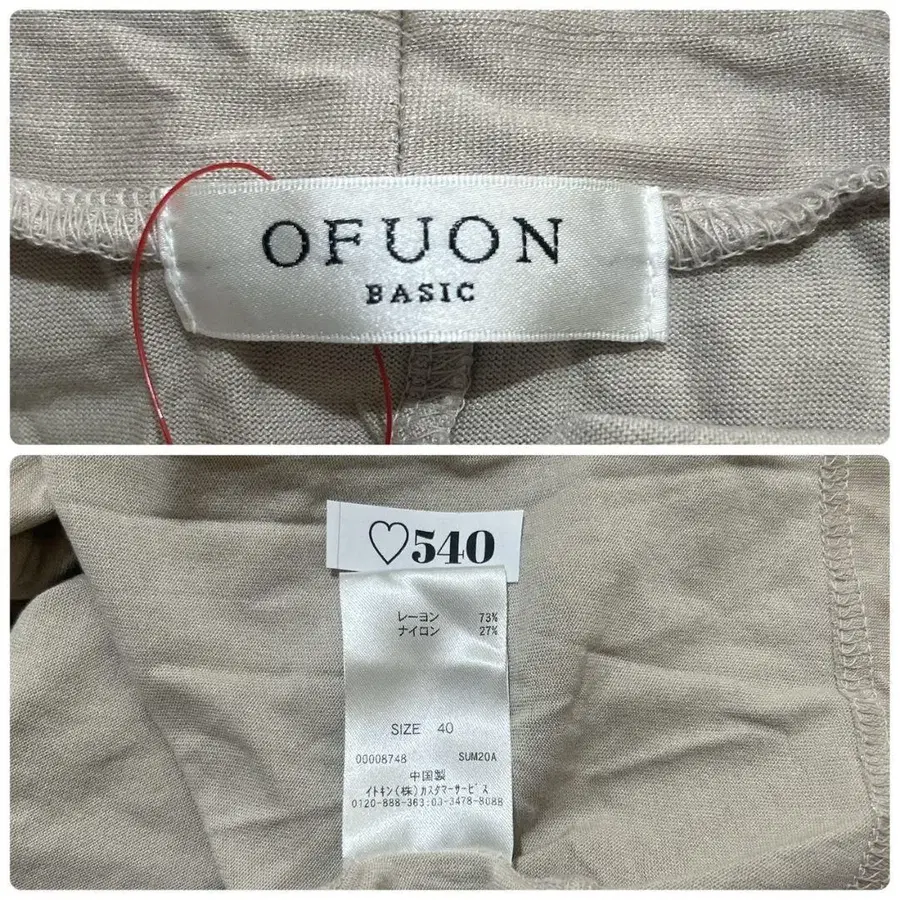 OFUON
BASIC
♡540
レーヨン 73%
ナイロン 27%
SIZE 40
00008748 SUM20A
中国製
イトキン(株)カスタマーサービス
0120-888-363:03-3478-8088